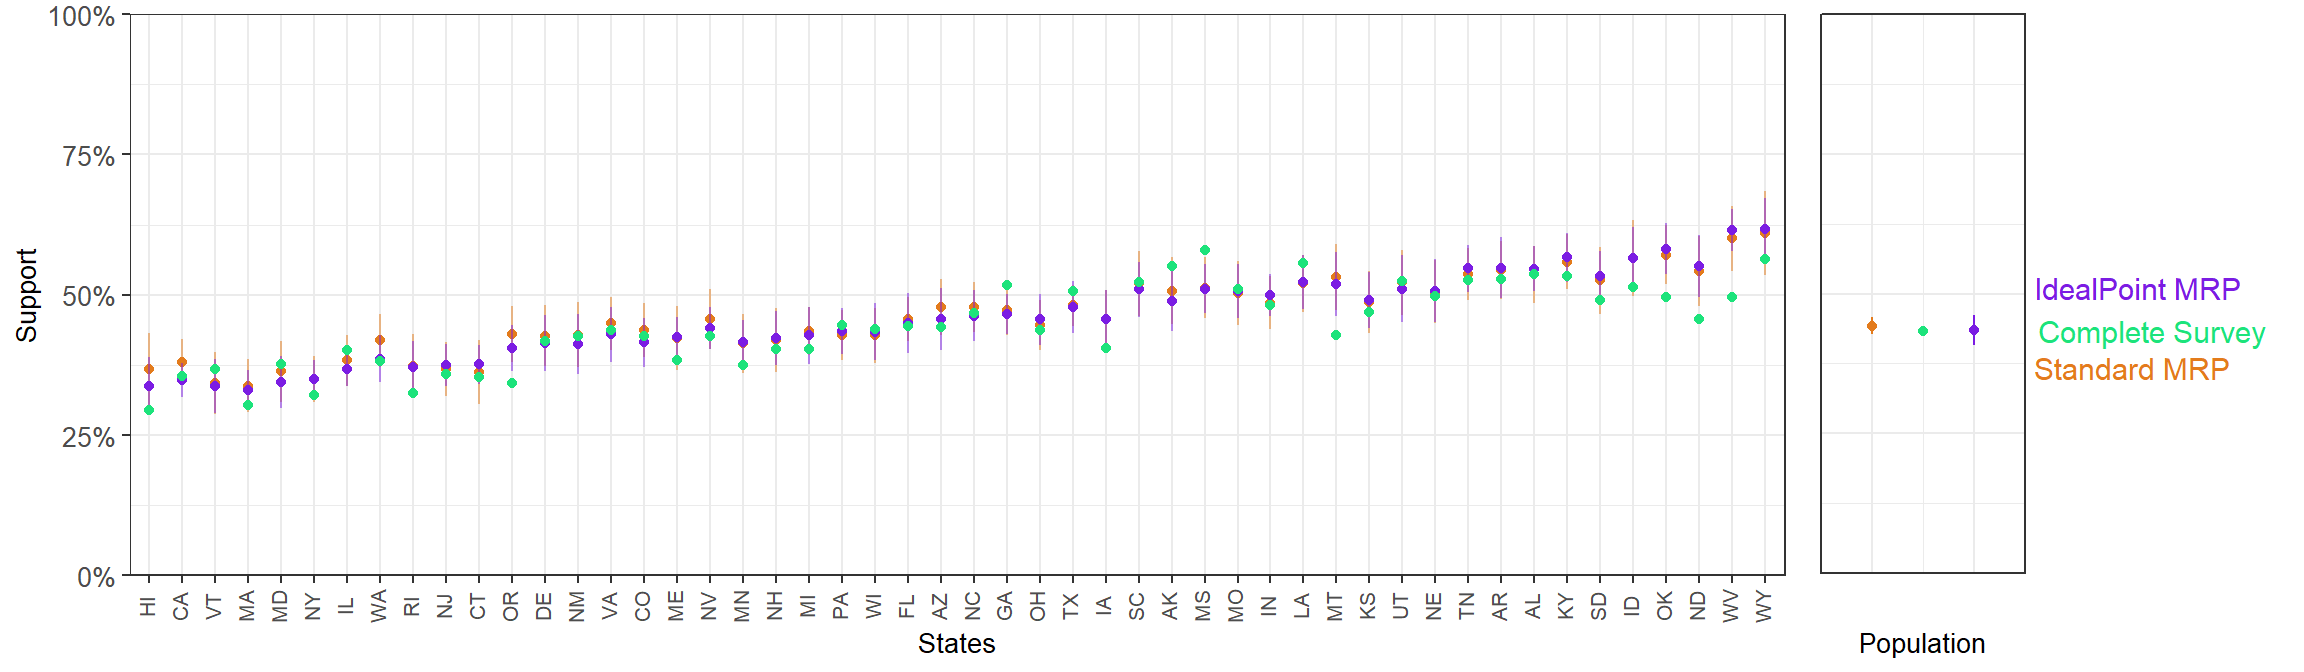 100%
75%
50%
25%
0%
Support
HI CA VT MA MD NY IL WA RI NJ CT OR DE NM VA CO ME NV MN NH MI PA WI FL AZ NC GA OH TX IA SC AK MS MO IN LA MT KS UT NE TN AR AL KY SD ID OK ND WV WY
States
Population
IdealPoint MRP
Complete Survey
Standard MRP